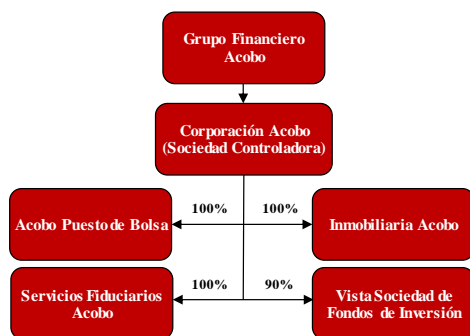 Grupo Financiero
Acobo
Corporación Acobo
(Sociedad Controladora)
100% 100%
Acobo Puesto de Bolsa
Inmobiliaria Acobo
100% 90%
Servicios Fiduciarios
Acobo
Vista Sociedad de
Fondos de Inversión